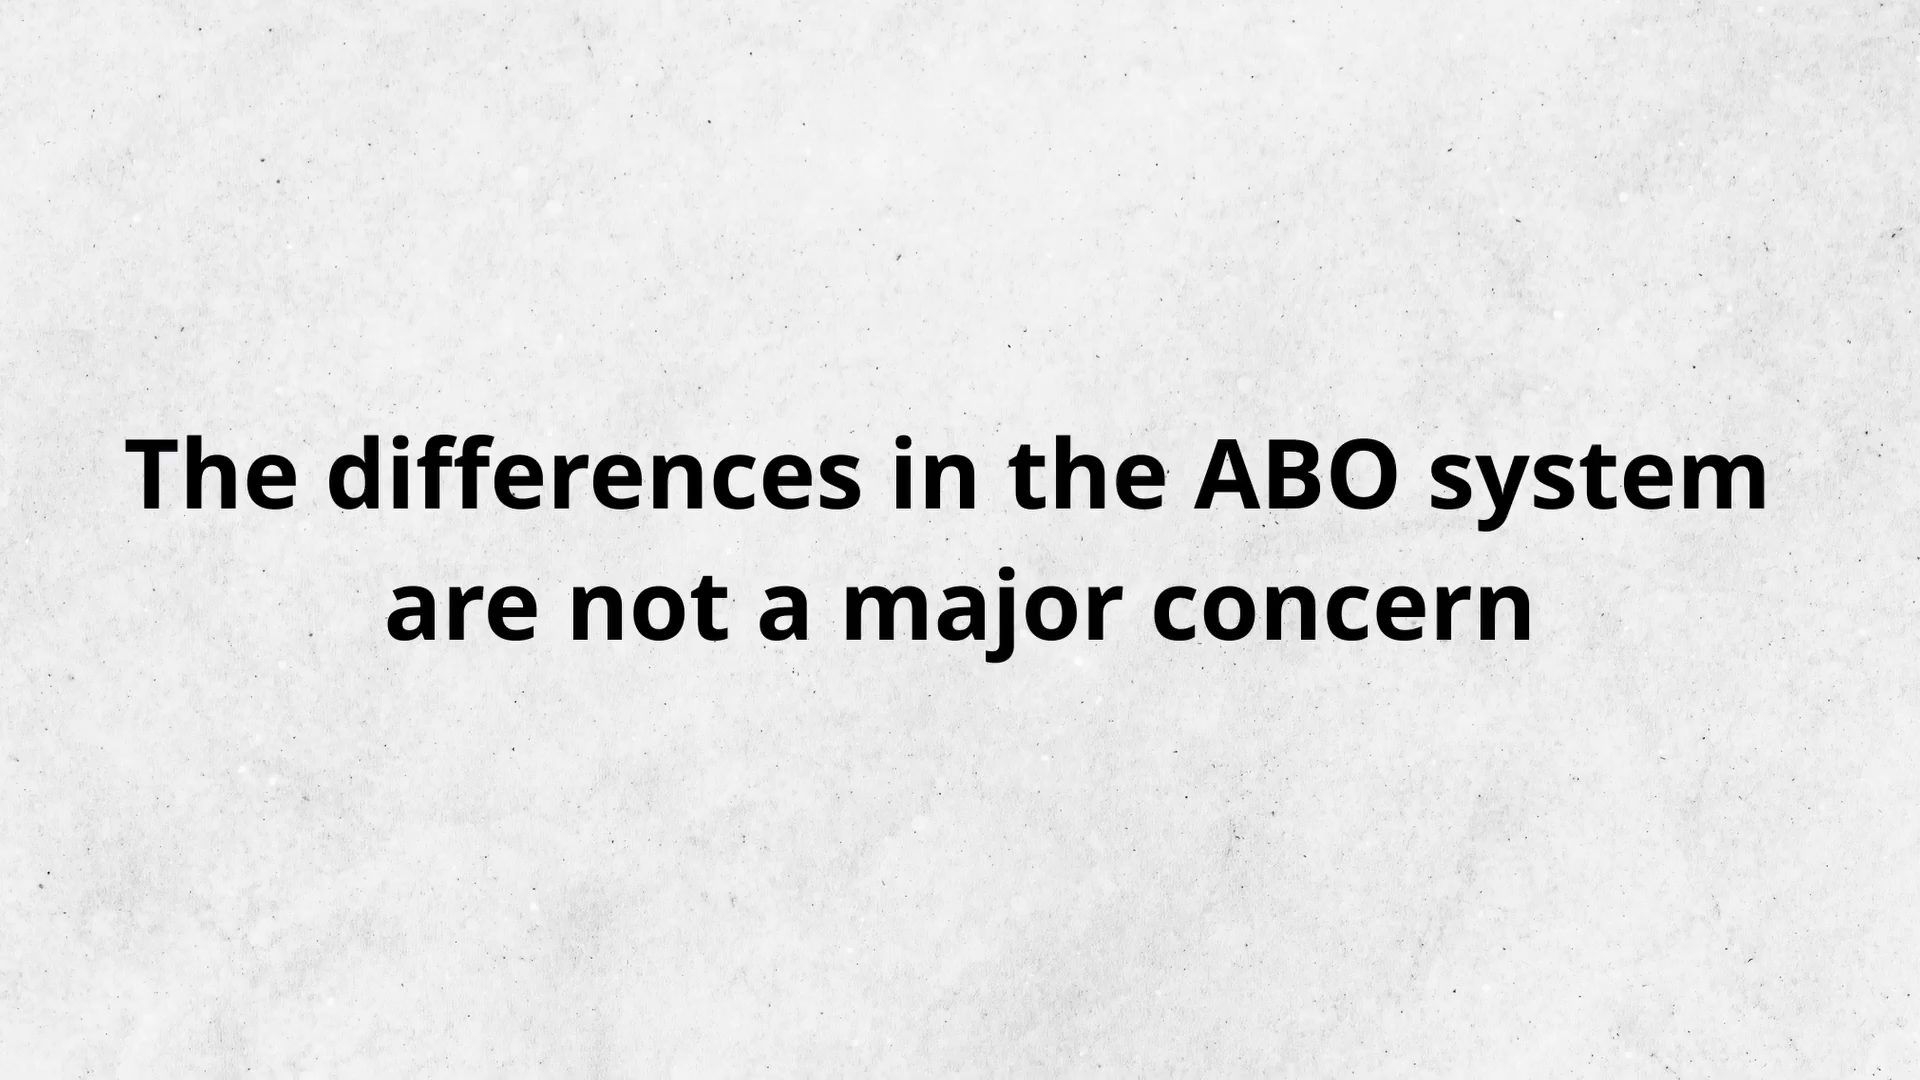 The differences in the ABO system
are not a major concern